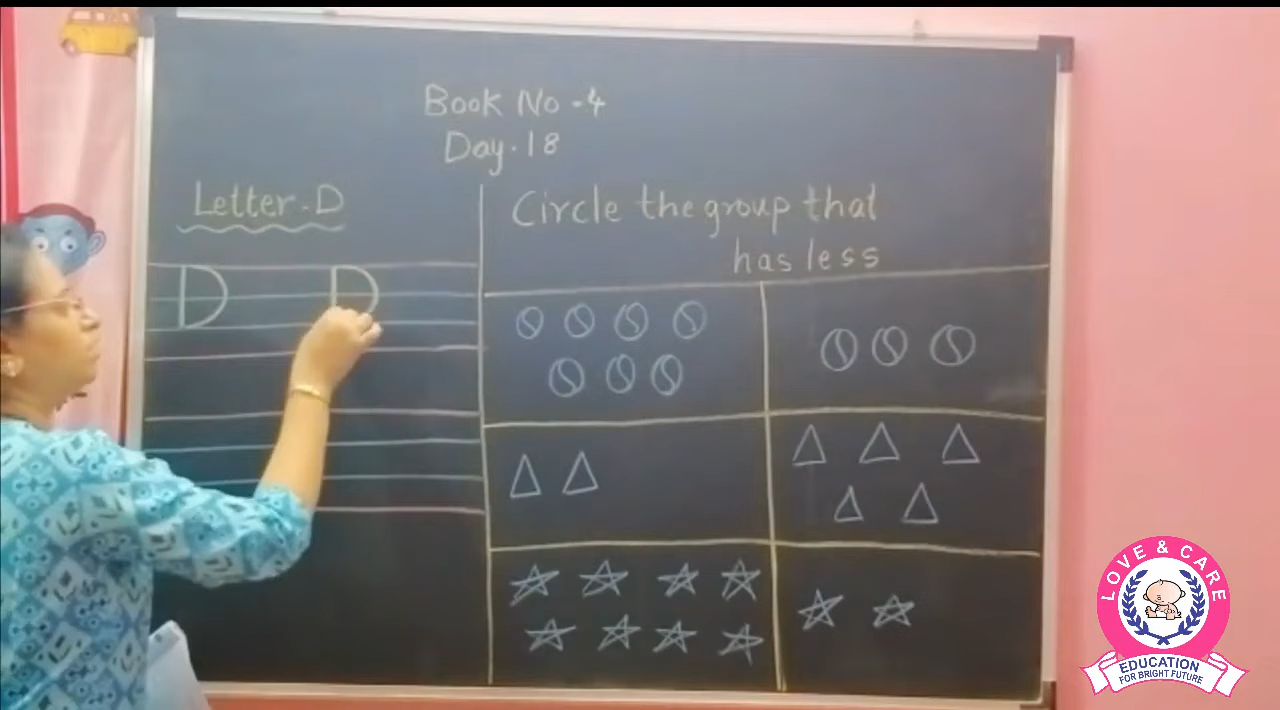 Book No - 4
Day. 18
Letter. D
D D
Circle the group that
has less
LOVE & CARE
EDUCATION
FOR BRIGHT FUTURE